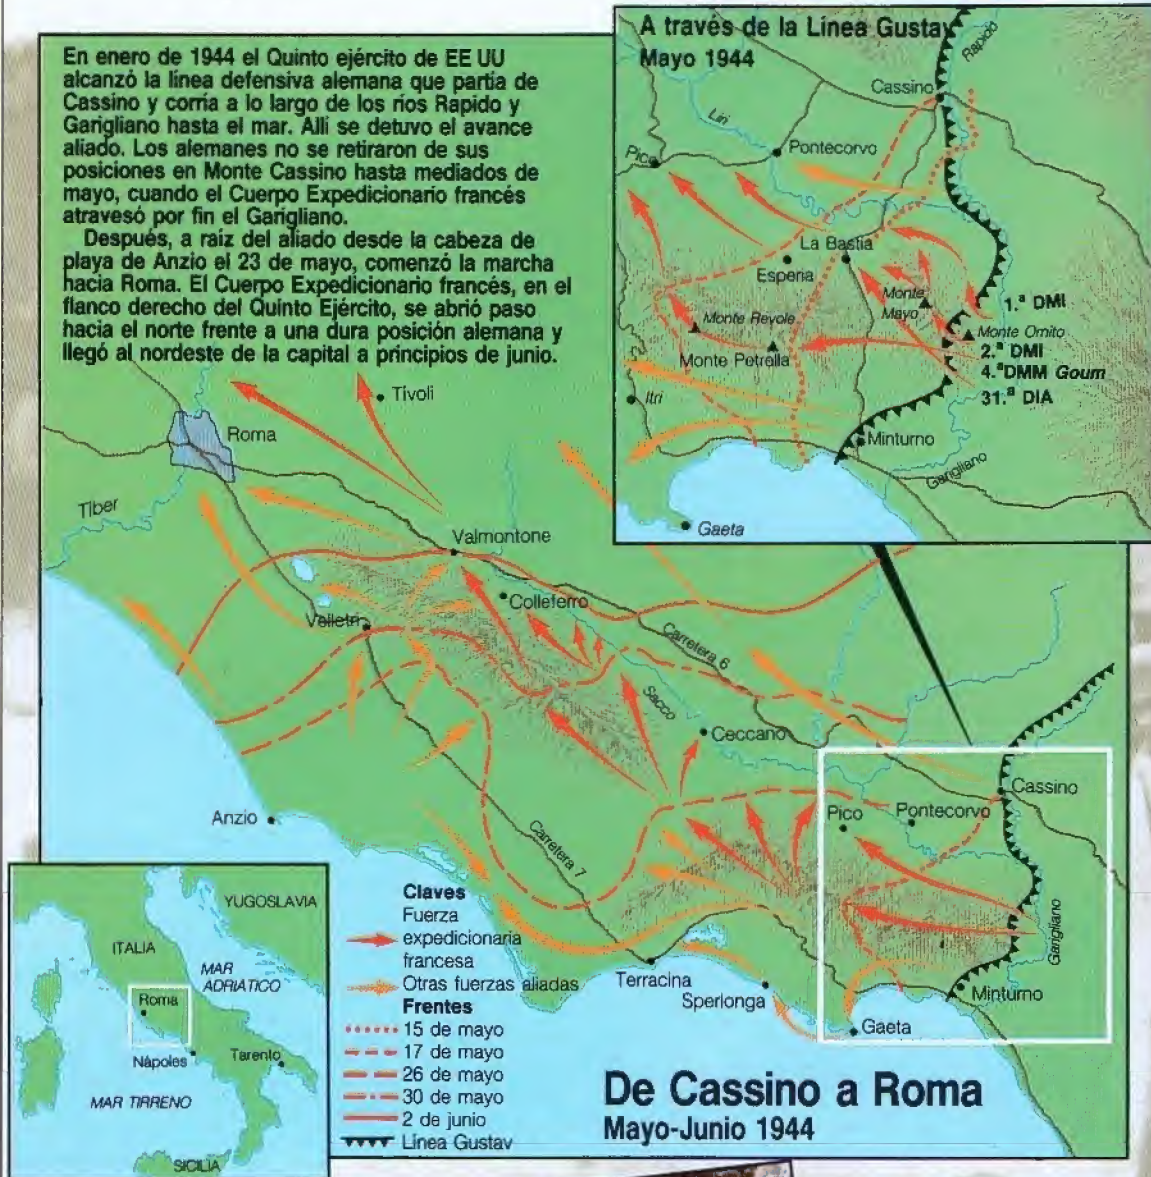 En enero de 1944 el Quinto ejército de EE UU
alcanzó la línea defensiva alemana que partía de
Cassino y corría a lo largo de los ríos Rapido y
Garigliano hasta el mar. Allí se detuvo el avance
aliado. Los alemanes no se retiraron de sus
posiciones en Monte Cassino hasta mediados de
mayo, cuando el Cuerpo Expedicionario francés
atravesó por fin el Garigliano.
Después, a raíz del aliado desde la cabeza de
playa de Anzio el 23 de mayo, comenzó la marcha
hacia Roma. El Cuerpo Expedicionario francés, en el
flanco derecho del Quinto Ejército, se abrió paso
hacia el norte frente a una dura posición alemana y
llegó al nordeste de la capital a principios de junio.
A través de la Línea Gustav
Mayo 1944
Rapido
Cassino
Liri
Pontecorvo
Pico
La Bastia
Esperia
Monte
Mayo
1.ª DMI
Monte Revole
Monte Ornito
Monte Petrella
2.ª DMI
4.ª DMM Goum
31.ª DIA
Itri
Minturno
Garigliano
Gaeta
Tívoli
Roma
Tíber
Valmontone
Colleferro
Velletri
Carretera 6
Sacco
Ceccano
Cassino
Anzio
Pico
Pontecorvo
Carretera 7
Garigliano
Terracina
Sperlonga
Minturno
Gaeta
Claves
Fuerza
expedicionaria
francesa
Otras fuerzas aliadas
Frentes
15 de mayo
17 de mayo
26 de mayo
30 de mayo
2 de junio
Línea Gustav
YUGOSLAVIA
ITALIA
MAR
ADRIATICO
Roma
Nápoles
Tarento
MAR TIRRENO
SICILIA
De Cassino a Roma
Mayo-Junio 1944